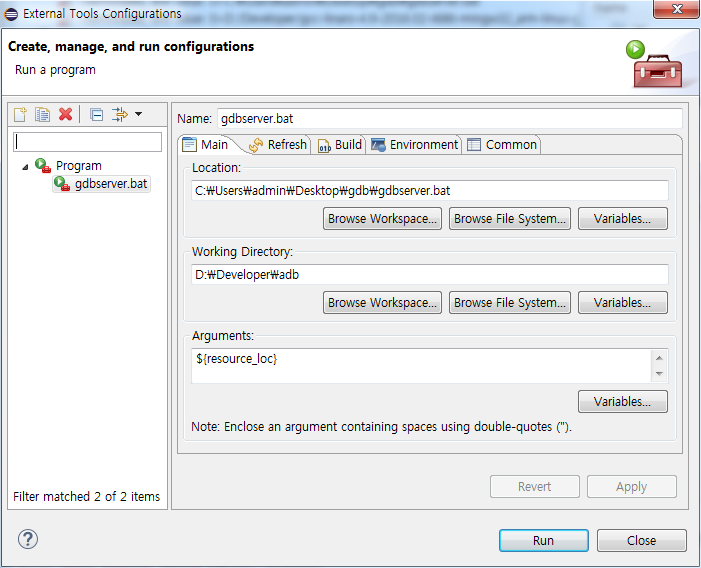 External Tools Configurations
Create, manage, and run configurations
Run a program
Name: gdbserver.bat
Main Refresh Build Environment Common
Program
gdbserver.bat
Location:
C:₩Users₩admin₩Desktop₩gdb₩gdbserver.bat
Browse Workspace... Browse File System... Variables...
Working Directory:
D:₩Developer₩adb
Browse Workspace... Browse File System... Variables...
Arguments:
${resource_loc}
Variables...
Note: Enclose an argument containing spaces using double-quotes (").
Filter matched 2 of 2 items
Revert Apply
Run Close